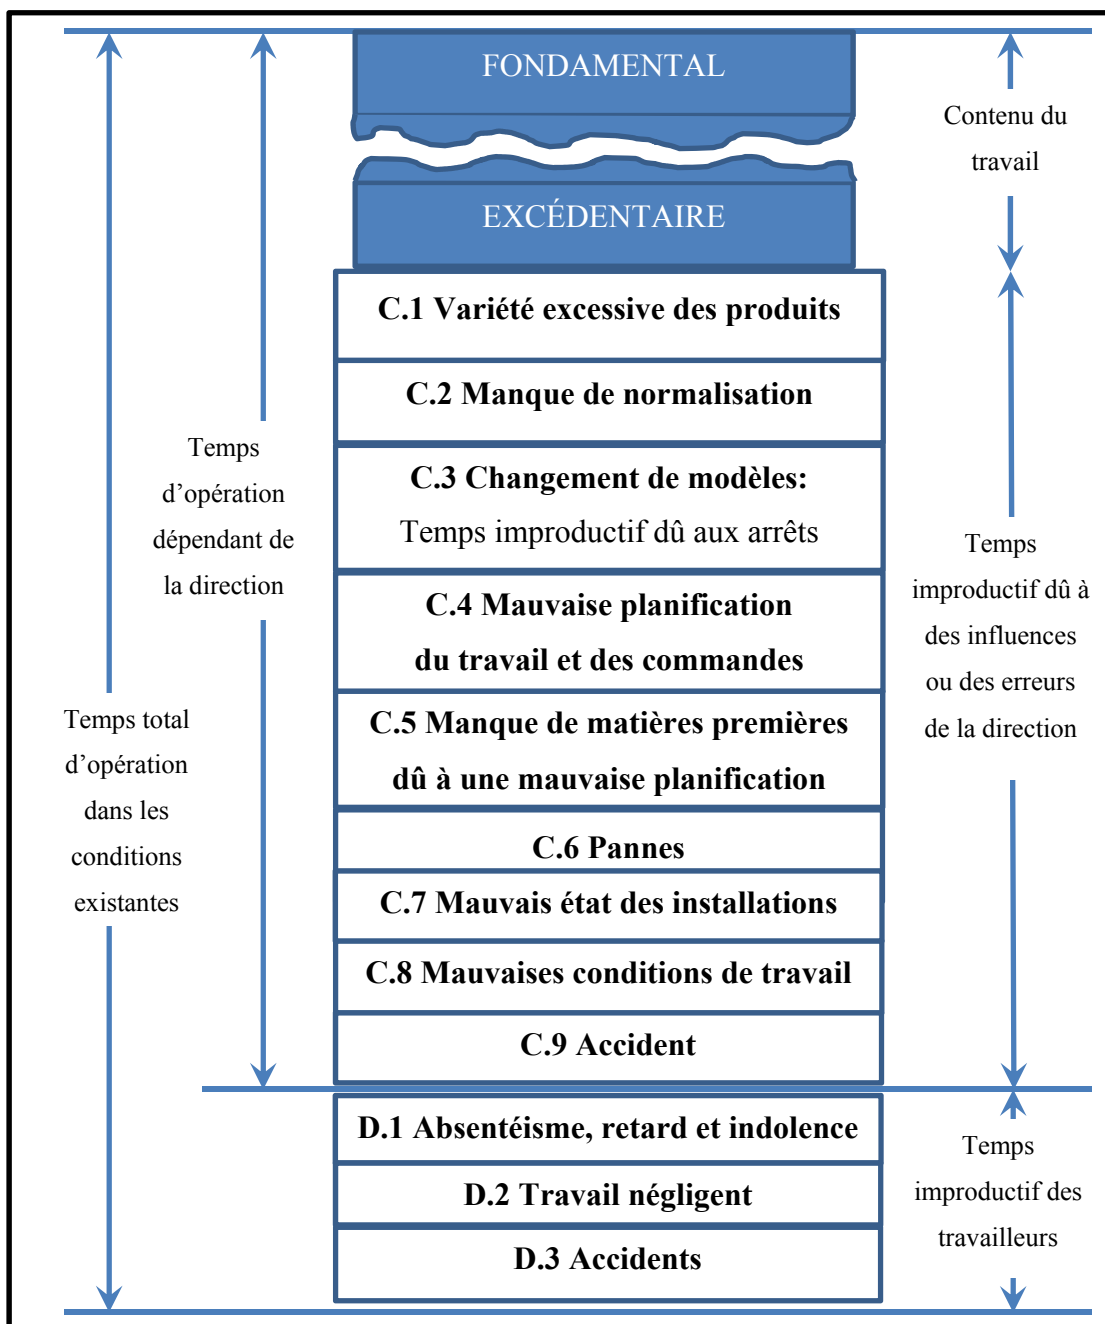 FONDAMENTAL
Contenu du
travail
EXCÉDENTAIRE
C.1 Variété excessive des produits
C.2 Manque de normalisation
C.3 Changement de modèles:
Temps improductif dû aux arrêts
C.4 Mauvaise planification
du travail et des commandes
C.5 Manque de matières premières
dû à une mauvaise planification
C.6 Pannes
C.7 Mauvais état des installations
C.8 Mauvaises conditions de travail
C.9 Accident
D.1 Absentéisme, retard et indolence
D.2 Travail négligent
D.3 Accidents
Temps
d’opération
dépendant de
la direction
Temps total
d’opération
dans les
conditions
existantes
Temps
improductif dû à
des influences
ou des erreurs
de la direction
Temps
improductif des
travailleurs